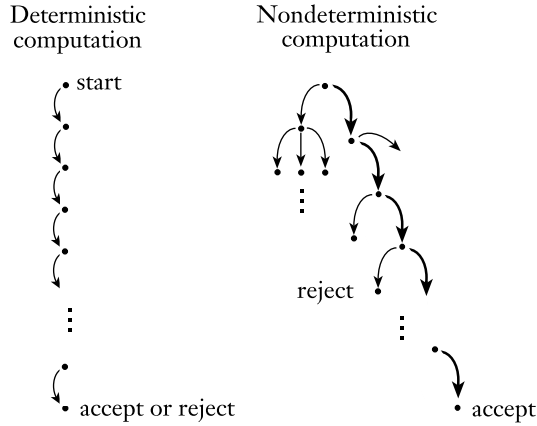 Deterministic
computation
start
accept or reject
Nondeterministic
computation
reject
accept